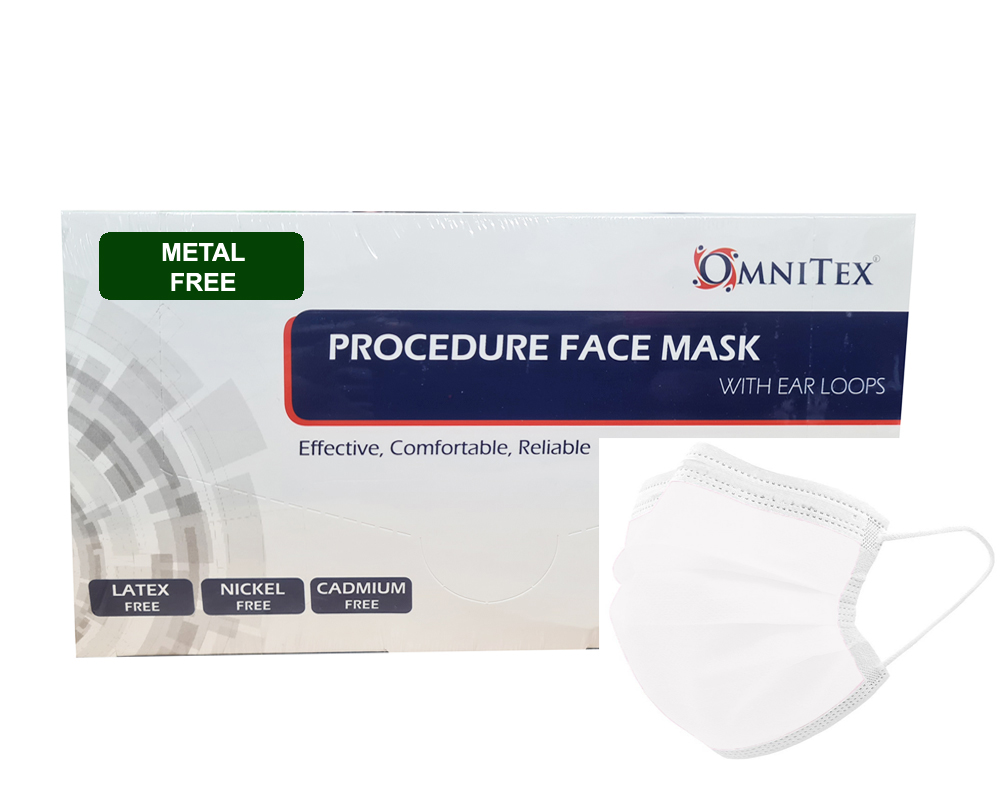 METAL
FREE
OMNITEX®
PROCEDURE FACE MASK
WITH EAR LOOPS
Effective, Comfortable, Reliable
LATEX
FREE
NICKEL
FREE
CADMIUM
FREE